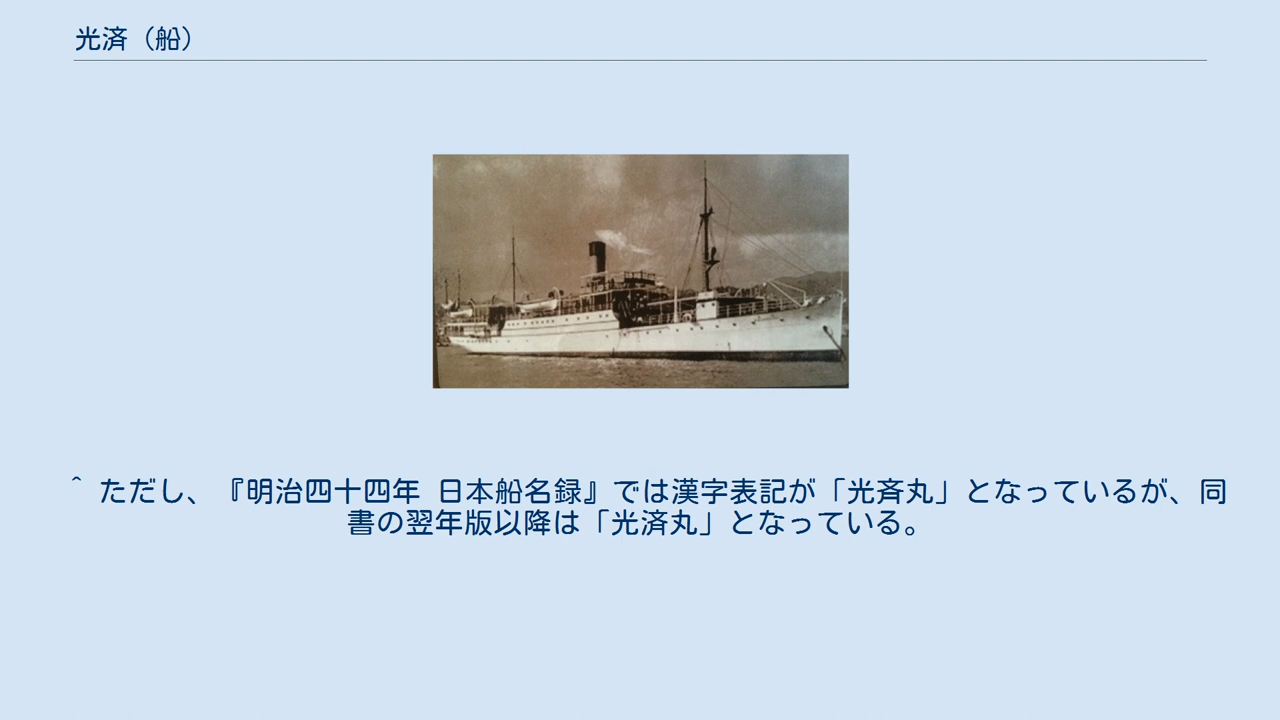 光済（船）
^ ただし、『明治四十四年 日本船名録』では漢字表記が「光斉丸」となっているが、同
書の翌年版以降は「光済丸」となっている。